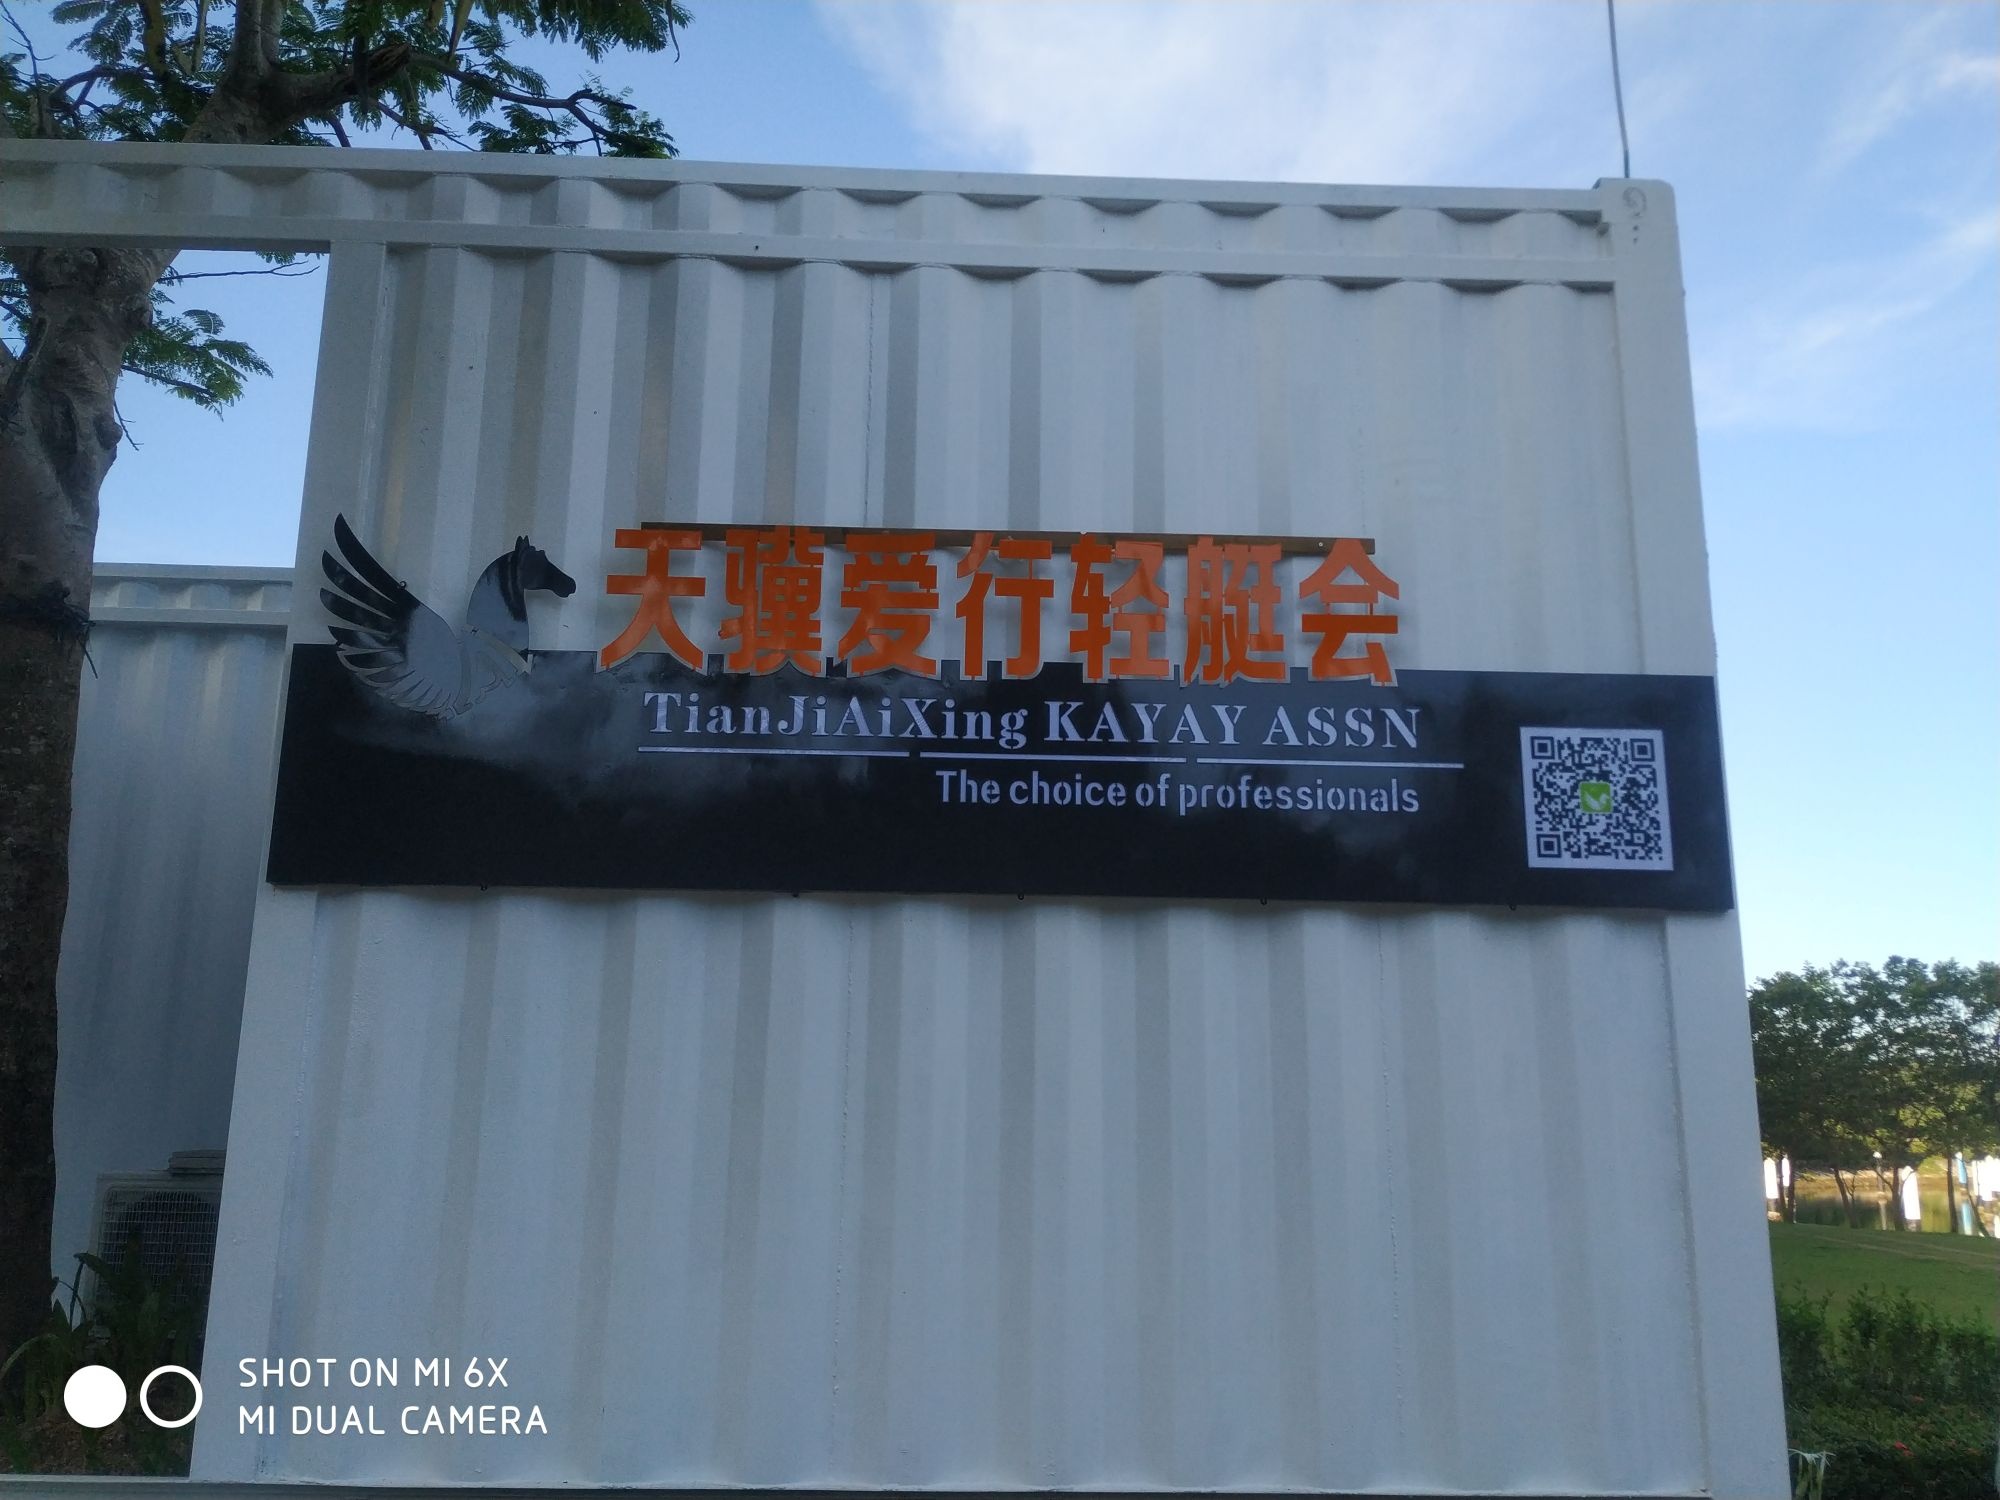 天骥爱行轻艇会
TianJiAiXing KAYAY ASSN
The choice of professionals
SHOT ON MI 6X
MI DUAL CAMERA